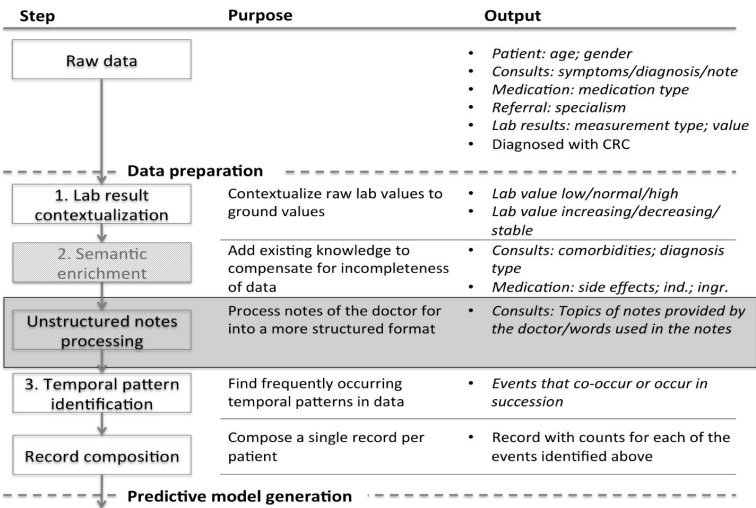 Step Purpose Output
Raw data
• Patient: age; gender
• Consults: symptoms/diagnosis/note
• Medication: medication type
• Referral: specialism
• Lab results: measurement type; value
• Diagnosed with CRC
Data preparation
1. Lab result
contextualization
Contextualize raw lab values to
ground values
• Lab value low/normal/high
• Lab value increasing/decreasing/
stable
2. Semantic
enrichment
Add existing knowledge to
compensate for incompleteness
of data
• Consults: comorbidities; diagnosis
type
• Medication: side effects; ind.; ingr.
Unstructured notes
processing
Process notes of the doctor for
into a more structured format
• Consults: Topics of notes provided by
the doctor/words used in the notes
3. Temporal pattern
identification
Find frequently occurring
temporal patterns in data
• Events that co-occur or occur in
succession
Record composition
Compose a single record per
patient
• Record with counts for each of the
events identified above
Predictive model generation